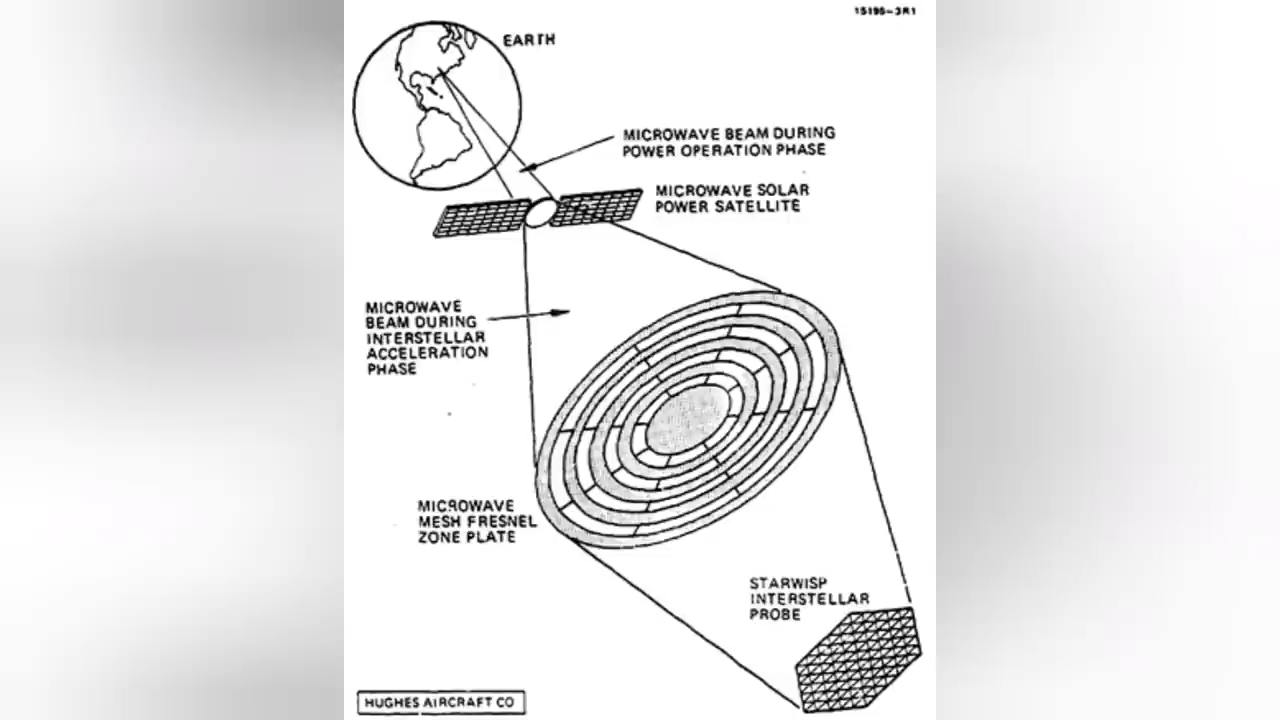 15195-3R1
EARTH
MICROWAVE BEAM DURING
POWER OPERATION PHASE
MICROWAVE SOLAR
POWER SATELLITE
MICROWAVE
BEAM DURING
INTERSTELLAR
ACCELERATION
PHASE
MICROWAVE
MESH FRESNEL
ZONE PLATE
STARWISP
INTERSTELLAR
PROBE
HUGHES AIRCRAFT CO